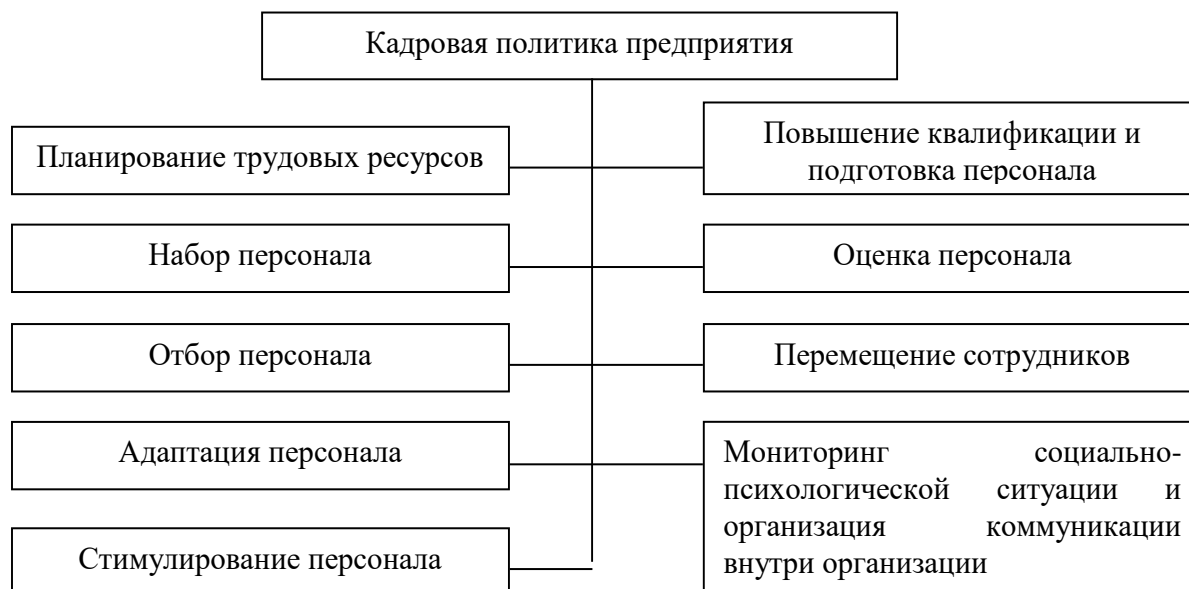 Кадровая политика предприятия
Планирование трудовых ресурсов
Повышение квалификации и
подготовка персонала
Набор персонала
Оценка персонала
Отбор персонала
Перемещение сотрудников
Адаптация персонала
Мониторинг социально-
психологической ситуации и
организация коммуникации
внутри организации
Стимулирование персонала